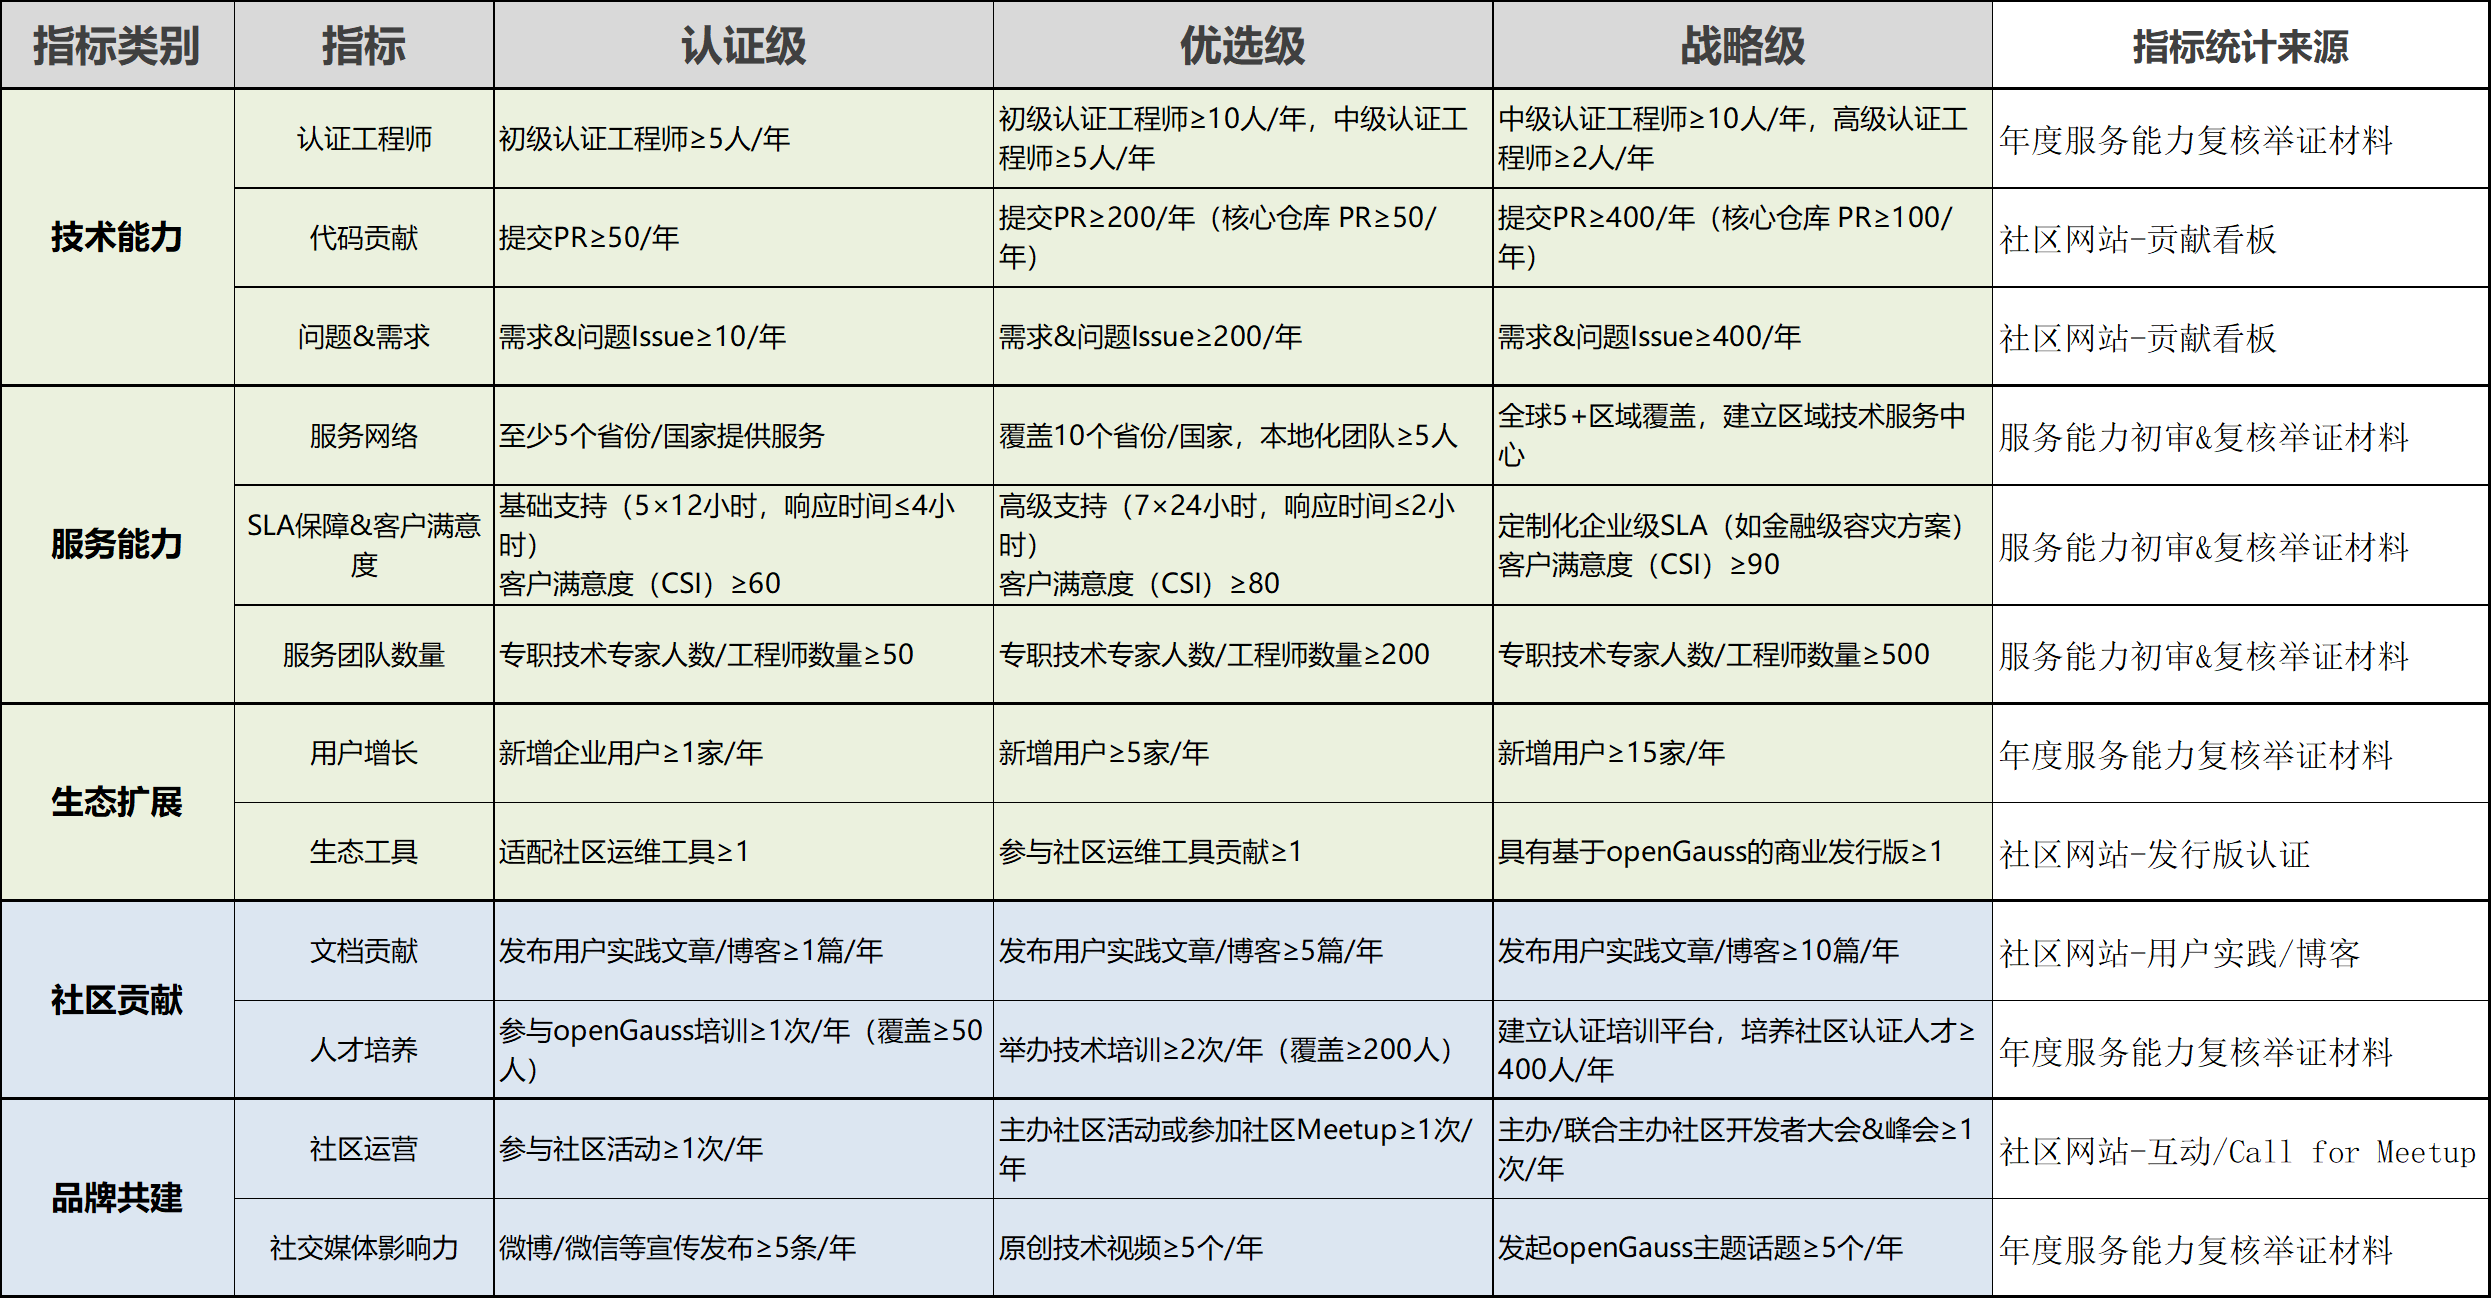 指标类别
指标
认证级
优选级
战略级
指标统计来源
技术能力
认证工程师
初级认证工程师≥5人/年
初级认证工程师≥10人/年，中级认证工
程师≥5人/年
中级认证工程师≥10人/年，高级认证工
程师≥2人/年
年度服务能力复核举证材料
代码贡献
提交PR≥50/年
提交PR≥200/年（核心仓库 PR≥50/
年）
提交PR≥400/年（核心仓库 PR≥100/
年）
社区网站-贡献看板
问题&需求
需求&问题Issue≥10/年
需求&问题Issue≥200/年
需求&问题Issue≥400/年
社区网站-贡献看板
服务能力
服务网络
至少5个省份/国家提供服务
覆盖10个省份/国家，本地化团队≥5人
全球5+区域覆盖，建立区域技术服务中
心
服务能力初审&复核举证材料
SLA保障&客户满意
度
基础支持（5×12小时，响应时间≤4小
时）
客户满意度（CSI）≥60
高级支持（7×24小时，响应时间≤2小
时）
客户满意度（CSI）≥80
定制化企业级SLA（如金融级容灾方案）
客户满意度（CSI）≥90
服务能力初审&复核举证材料
服务团队数量
专职技术专家人数/工程师数量≥50
专职技术专家人数/工程师数量≥200
专职技术专家人数/工程师数量≥500
服务能力初审&复核举证材料
生态扩展
用户增长
新增企业用户≥1家/年
新增用户≥5家/年
新增用户≥15家/年
年度服务能力复核举证材料
生态工具
适配社区运维工具≥1
参与社区运维工具贡献≥1
具有基于openGauss的商业发行版≥1
社区网站-发行版认证
社区贡献
文档贡献
发布用户实践文章/博客≥1篇/年
发布用户实践文章/博客≥5篇/年
发布用户实践文章/博客≥10篇/年
社区网站-用户实践/博客
人才培养
参与openGauss培训≥1次/年（覆盖≥50
人）
举办技术培训≥2次/年（覆盖≥200人）
建立认证培训平台，培养社区认证人才≥
400人/年
年度服务能力复核举证材料
品牌共建
社区运营
参与社区活动≥1次/年
主办社区活动或参加社区Meetup≥1次/
年
主办/联合主办社区开发者大会&峰会≥1
次/年
社区网站-互动/Call for Meetup
社交媒体影响力
微博/微信等宣传发布≥5条/年
原创技术视频≥5个/年
发起openGauss主题话题≥5个/年
年度服务能力复核举证材料